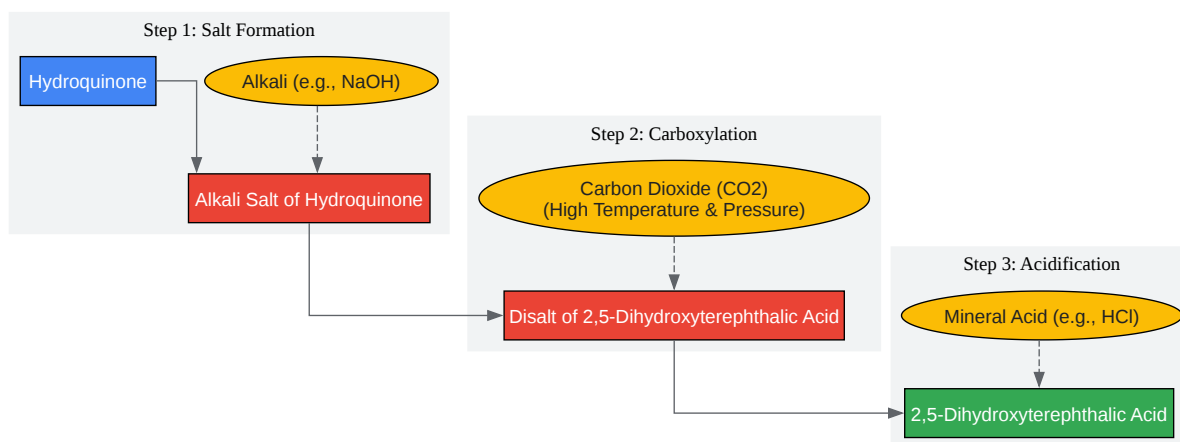 Step 1: Salt Formation
Hydroquinone
Alkali (e.g., NaOH)
Alkali Salt of Hydroquinone
Step 2: Carboxylation
Carbon Dioxide (CO2)
(High Temperature & Pressure)
Disalt of 2,5-Dihydroxyterephthalic Acid
Step 3: Acidification
Mineral Acid (e.g., HCl)
2,5-Dihydroxyterephthalic Acid